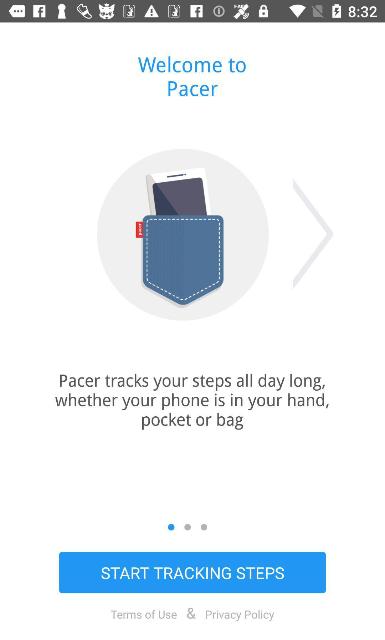 8:32
Welcome to
Pacer
Pacer tracks your steps all day long,
whether your phone is in your hand,
pocket or bag
START TRACKING STEPS
Terms of Use & Privacy Policy